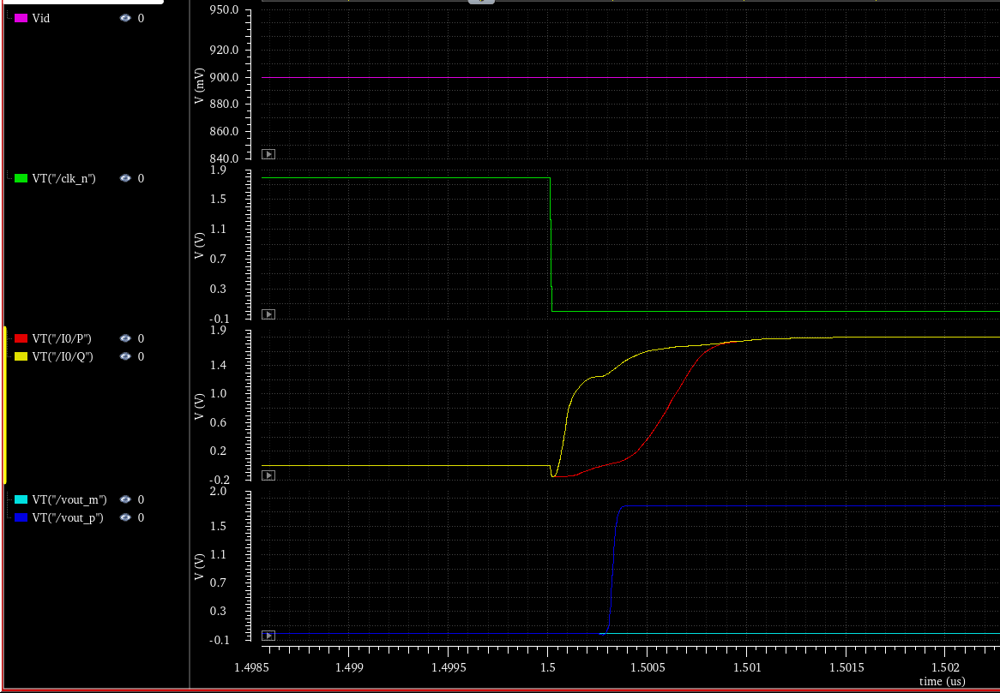 Vid 0
950.0
920.0
900.0
880.0
860.0
840.0
V (mV)
VT("/clk_n") 0
1.9
1.5
1.1
0.7
0.3
-0.1
V (V)
VT("/I0/P") 0
VT("/I0/Q") 0
1.9
1.4
1.0
0.6
0.2
-0.2
V (V)
VT("/vout_m") 0
VT("/vout_p") 0
2.0
1.5
1.1
0.7
0.3
-0.1
V (V)
1.4985 1.499 1.4995 1.5 1.5005 1.501 1.5015 1.502
time (us)